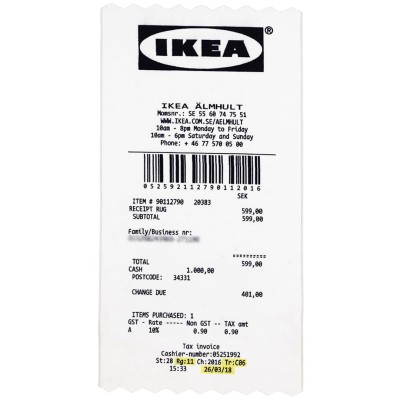 IKEA
IKEA ÄLMHULT
Momsnr.: SE 55 60 74 75 51
WWW.IKEA.COM.SE/AELMHULT
10am - 8pm Monday to Friday
10am - 6pm Saturday and Sunday
Phone: + 46 77 570 05 00
052592112790112016
SEK
ITEM # 90112790 20383
RECEIPT RUG 599,00
SUBTOTAL 599,00
Family/Business nr:
==========
TOTAL 599,00
CASH 1.000,00
POSTCODE: 34331
CHANGE DUE 401,00
ITEMS PURCHASED: 1
GST - Rate ----- Non GST -- TAX amt
A 10% 0.90 0.90
Tax invoice
Cashier-number:05251992
St:28 Rg:11 Ch:2016 Tr:C06
15:33 26/03/18